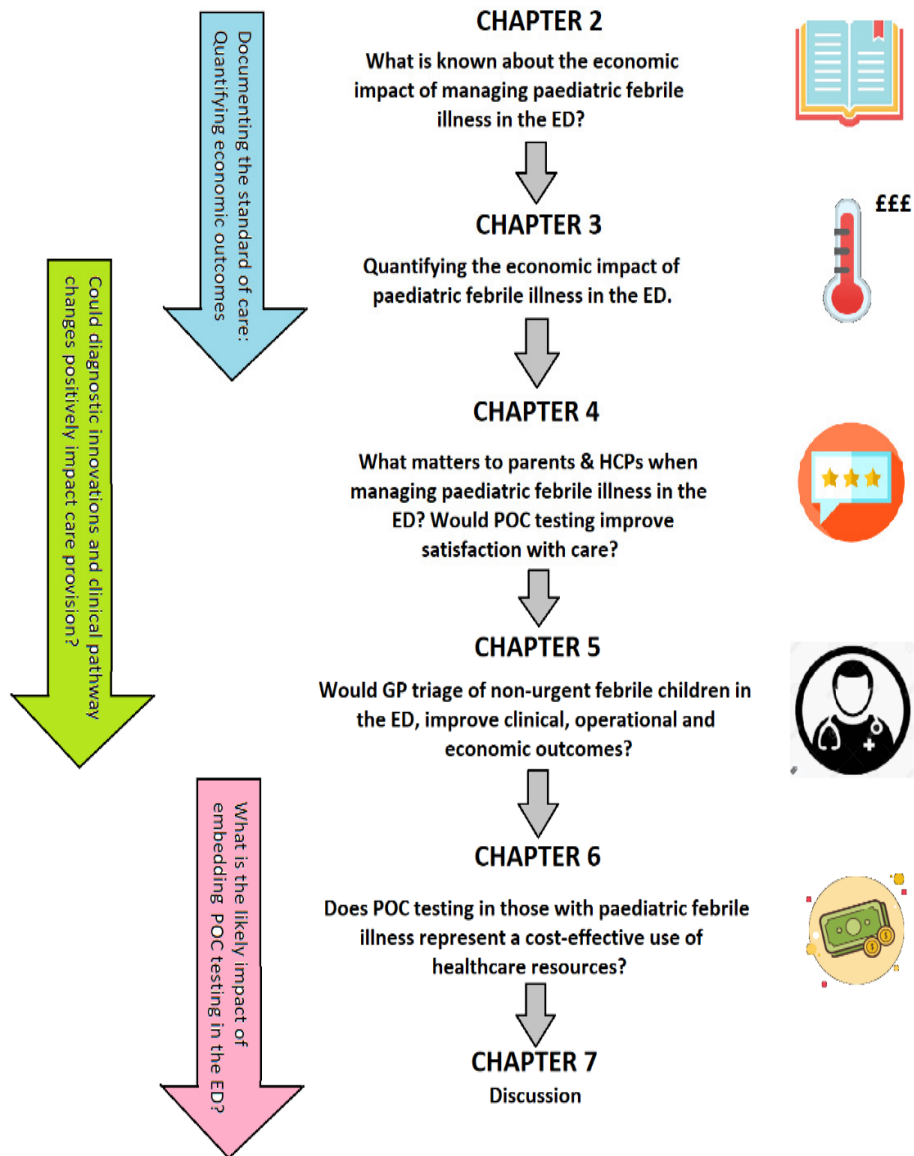 CHAPTER 2
What is known about the economic
impact of managing paediatric febrile
illness in the ED?
Documenting the standard of care:
Quantifying economic outcomes
£££
CHAPTER 3
Quantifying the economic impact of
paediatric febrile illness in the ED.
Could diagnostic innovations and clinical pathway
changes positively impact care provision?
CHAPTER 4
What matters to parents & HCPs when
managing paediatric febrile illness in the
ED? Would POC testing improve
satisfaction with care?
CHAPTER 5
Would GP triage of non-urgent febrile children in
the ED, improve clinical, operational and
economic outcomes?
What is the likely impact of
embedding POC testing in the ED?
CHAPTER 6
Does POC testing in those with paediatric febrile
illness represent a cost-effective use of
healthcare resources?
CHAPTER 7
Discussion